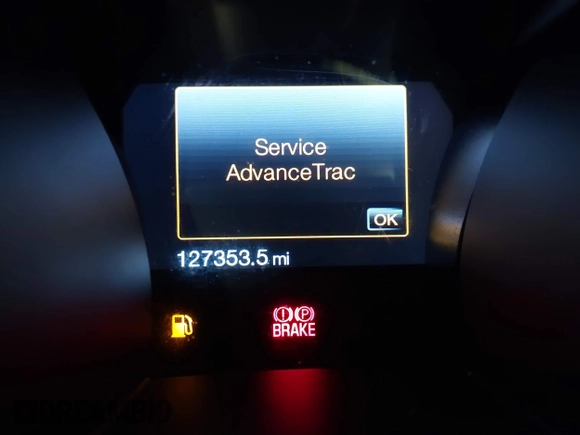 Service
AdvanceTrac
OK
127353.5 mi
(!) (P)
BRAKE